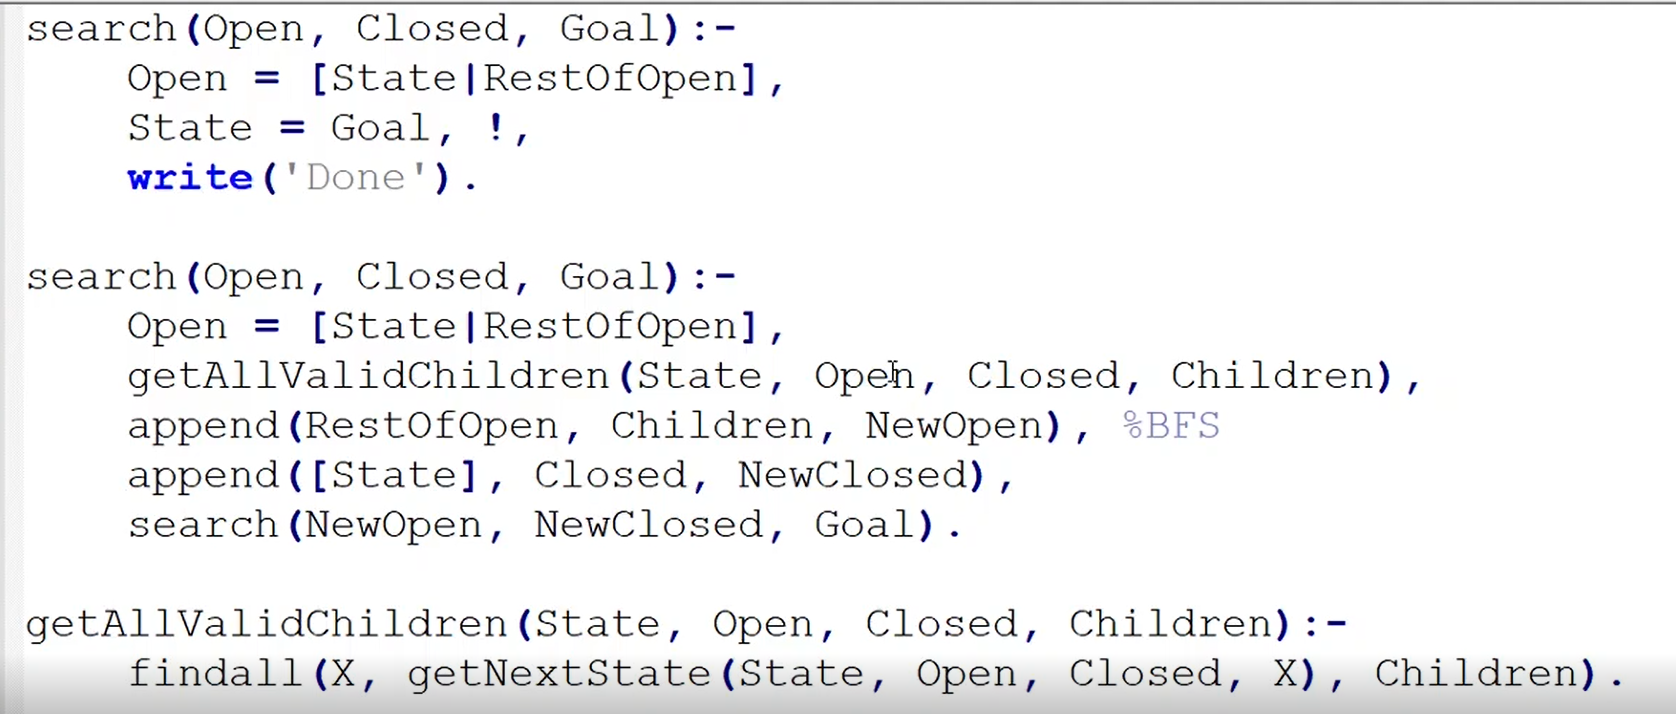 search(Open, Closed, Goal):-
Open = [State|RestOfOpen],
State = Goal, !,
write('Done').
search(Open, Closed, Goal):-
Open = [State|RestOfOpen],
getAllValidChildren(State, Open, Closed, Children),
append(RestOfOpen, Children, NewOpen), %BFS
append([State], Closed, NewClosed),
search(NewOpen, NewClosed, Goal).
getAllValidChildren(State, Open, Closed, Children):-
findall(X, getNextState(State, Open, Closed, X), Children).